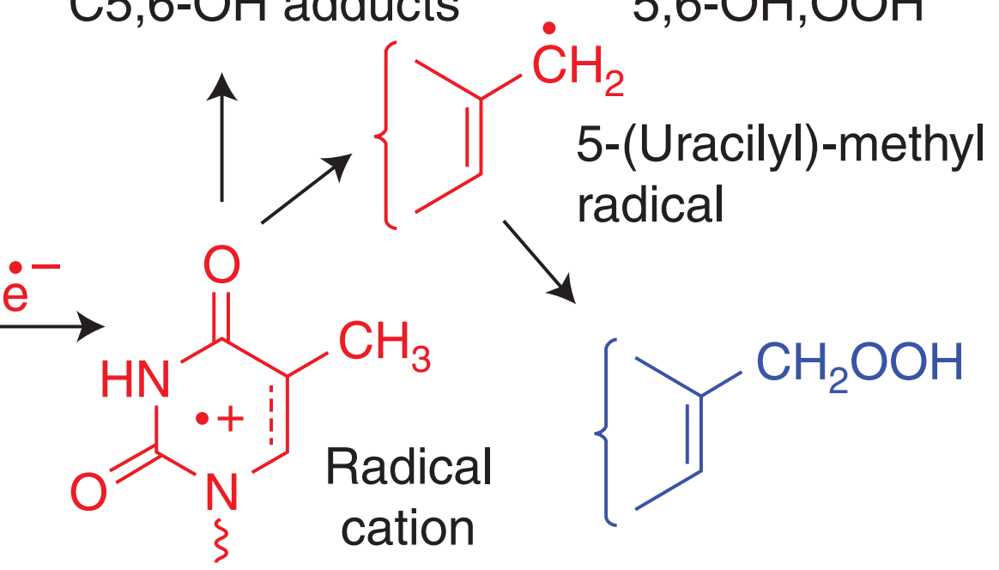 C5,6-OH adducts
5,6-OH,OOH
•
CH2
5-(Uracilyl)-methyl
radical
O
•−
e
CH3
HN
•+
CH2OOH
O
N
Radical
cation